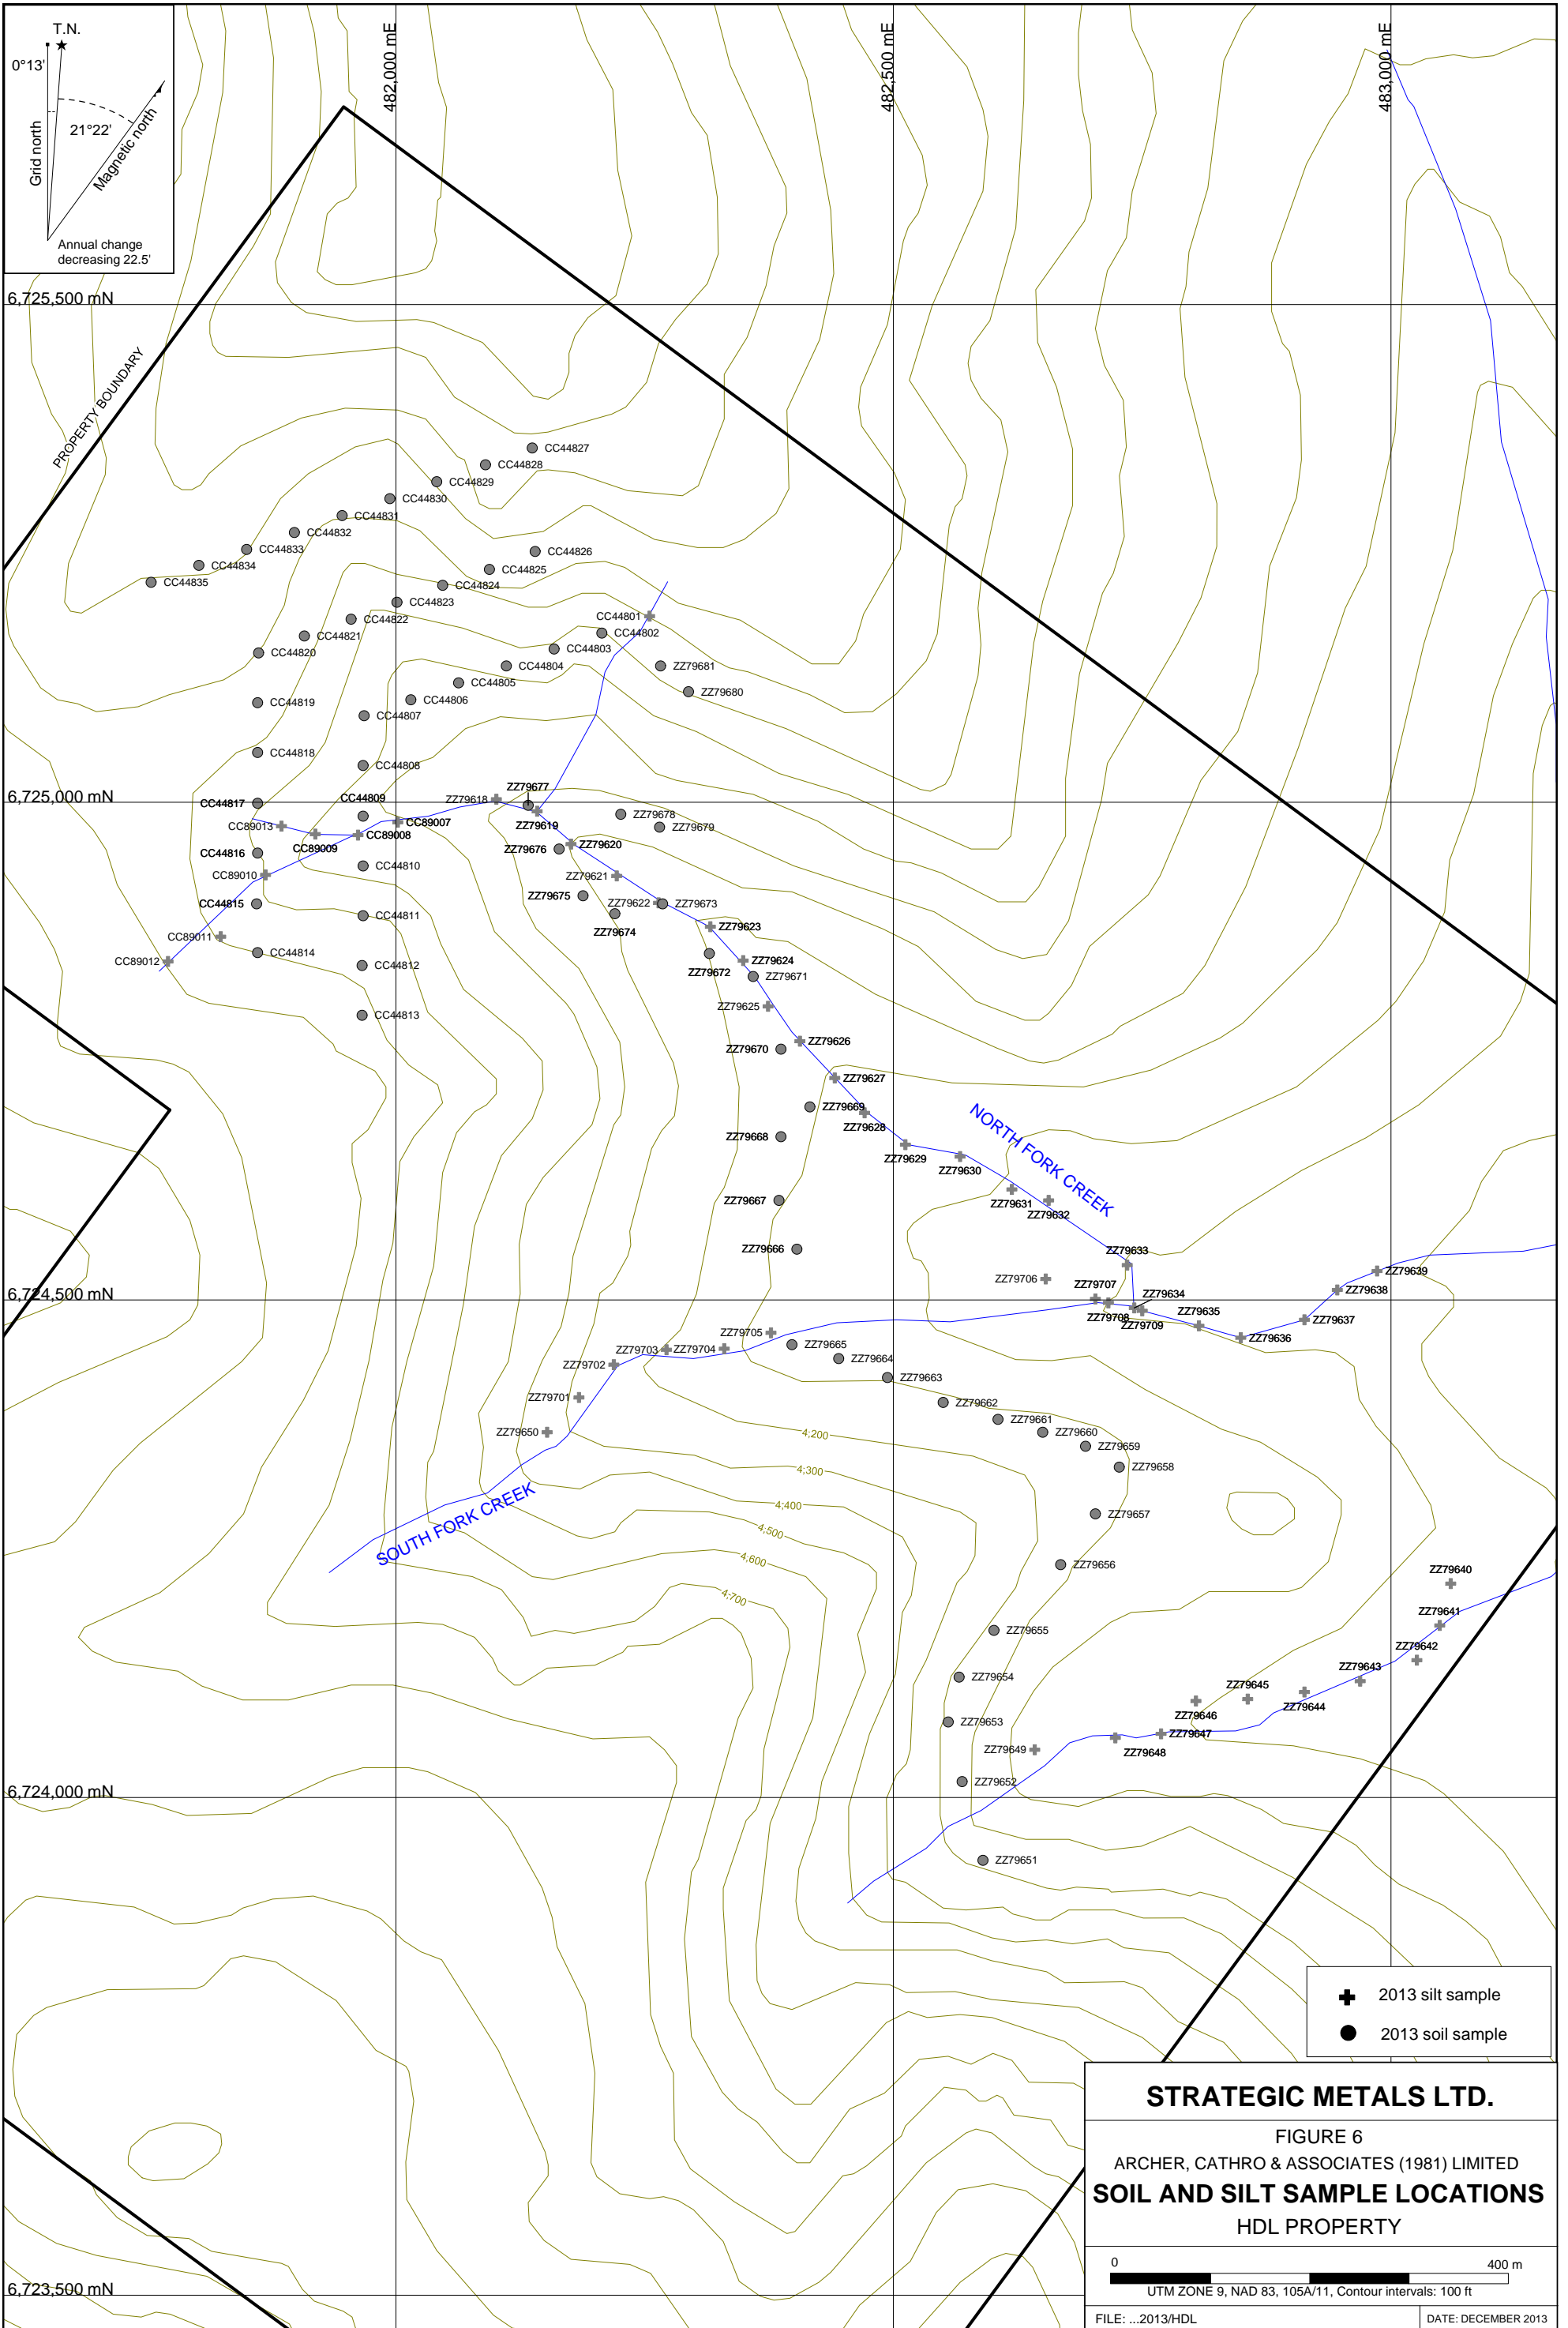 T.N.
0°13'
21°22'
Grid north
Magnetic north
Annual change
decreasing 22.5'
482,000 mE
482,500 mE
483,000 mE
6,725,500 mN
PROPERTY BOUNDARY
CC44827
CC44828
CC44829
CC44830
CC44831
CC44832
CC44833
CC44834
CC44835
CC44826
CC44825
CC44824
CC44823
CC44822
CC44821
CC44820
CC44801
CC44802
CC44803
CC44804
CC44805
CC44806
CC44807
ZZ79681
ZZ79680
CC44819
CC44818
CC44808
6,725,000 mN
CC44817
CC44809
ZZ79618
ZZ79677
ZZ79619
ZZ79678
ZZ79679
CC89013
CC89009
CC89008
CC89007
ZZ79676
ZZ79620
CC44816
CC44810
CC89010
ZZ79621
ZZ79675
ZZ79622
ZZ79673
ZZ79674
CC44815
CC44811
ZZ79623
CC89011
CC44814
CC89012
CC44812
ZZ79672
ZZ79624
ZZ79671
CC44813
ZZ79625
ZZ79670
ZZ79626
ZZ79627
ZZ79669
ZZ79628
ZZ79668
ZZ79629
ZZ79630
NORTH FORK CREEK
ZZ79667
ZZ79631
ZZ79632
ZZ79666
ZZ79633
ZZ79706
ZZ79639
6,724,500 mN
ZZ79707
ZZ79634
ZZ79638
ZZ79708
ZZ79709
ZZ79635
ZZ79637
ZZ79636
ZZ79705
ZZ79665
ZZ79703
ZZ79704
ZZ79702
ZZ79664
ZZ79663
ZZ79701
ZZ79662
ZZ79661
ZZ79650
ZZ79660
ZZ79659
4,200
ZZ79658
4,300
4,400
SOUTH FORK CREEK
ZZ79657
4,500
4,600
ZZ79656
4,700
ZZ79640
ZZ79641
ZZ79655
ZZ79642
ZZ79654
ZZ79643
ZZ79645
ZZ79644
ZZ79646
ZZ79653
ZZ79647
ZZ79649
ZZ79648
ZZ79652
6,724,000 mN
ZZ79651
2013 silt sample
2013 soil sample
STRATEGIC METALS LTD.
FIGURE 6
ARCHER, CATHRO & ASSOCIATES (1981) LIMITED
SOIL AND SILT SAMPLE LOCATIONS
HDL PROPERTY
0
400 m
UTM ZONE 9, NAD 83, 105A/11, Contour intervals: 100 ft
6,723,500 mN
FILE: ...2013/HDL
DATE: DECEMBER 2013